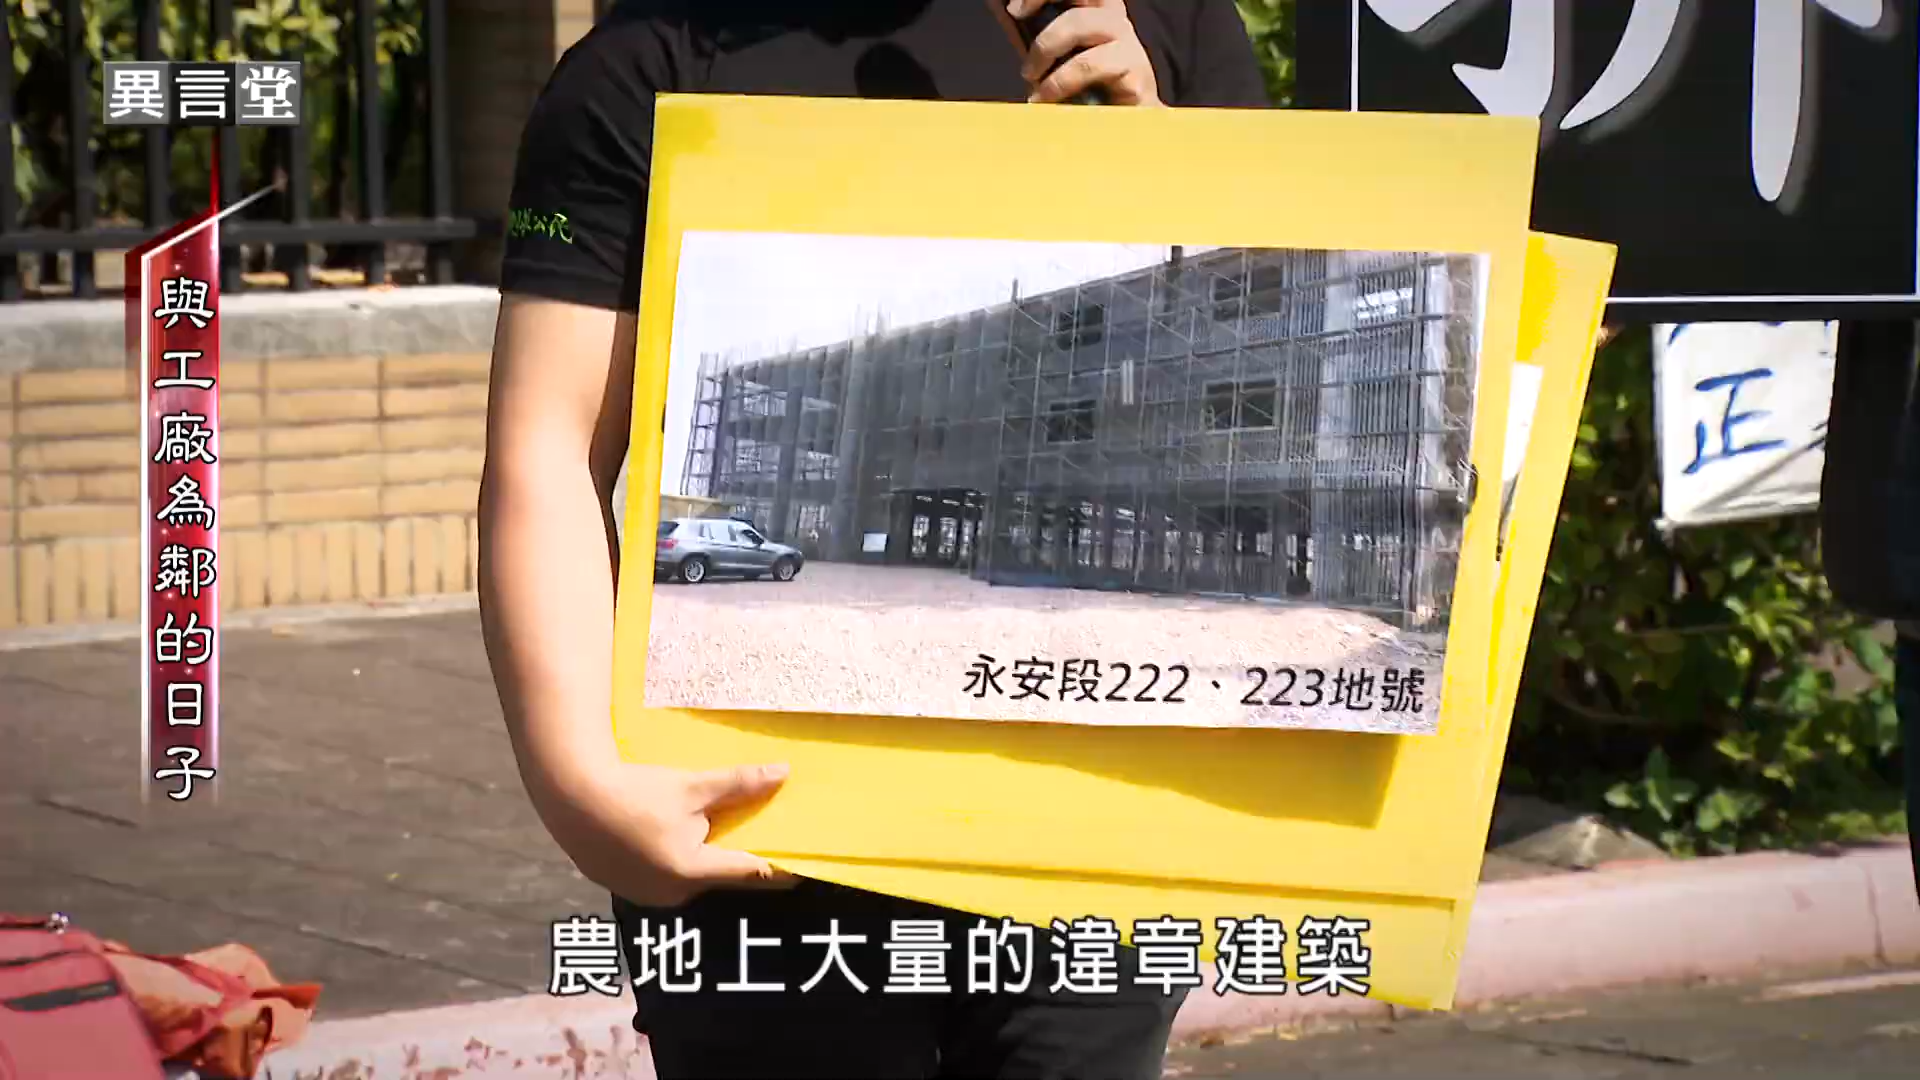 異言堂
與工廠為鄰的日子
永安段222、223地號
正
農地上大量的違章建築